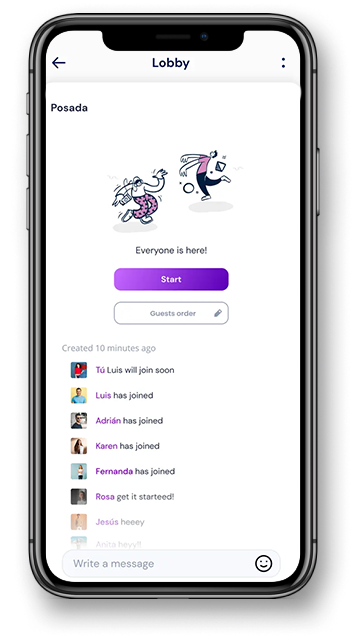 Lobby
Posada
Everyone is here!
Start
Guests order
Created 10 minutes ago
Tú Luis will join soon
Luis has joined
Adrián has joined
Karen has joined
Fernanda has joined
Rosa get it starteed!
Jesús heeey
Anita heyy!!
Write a message